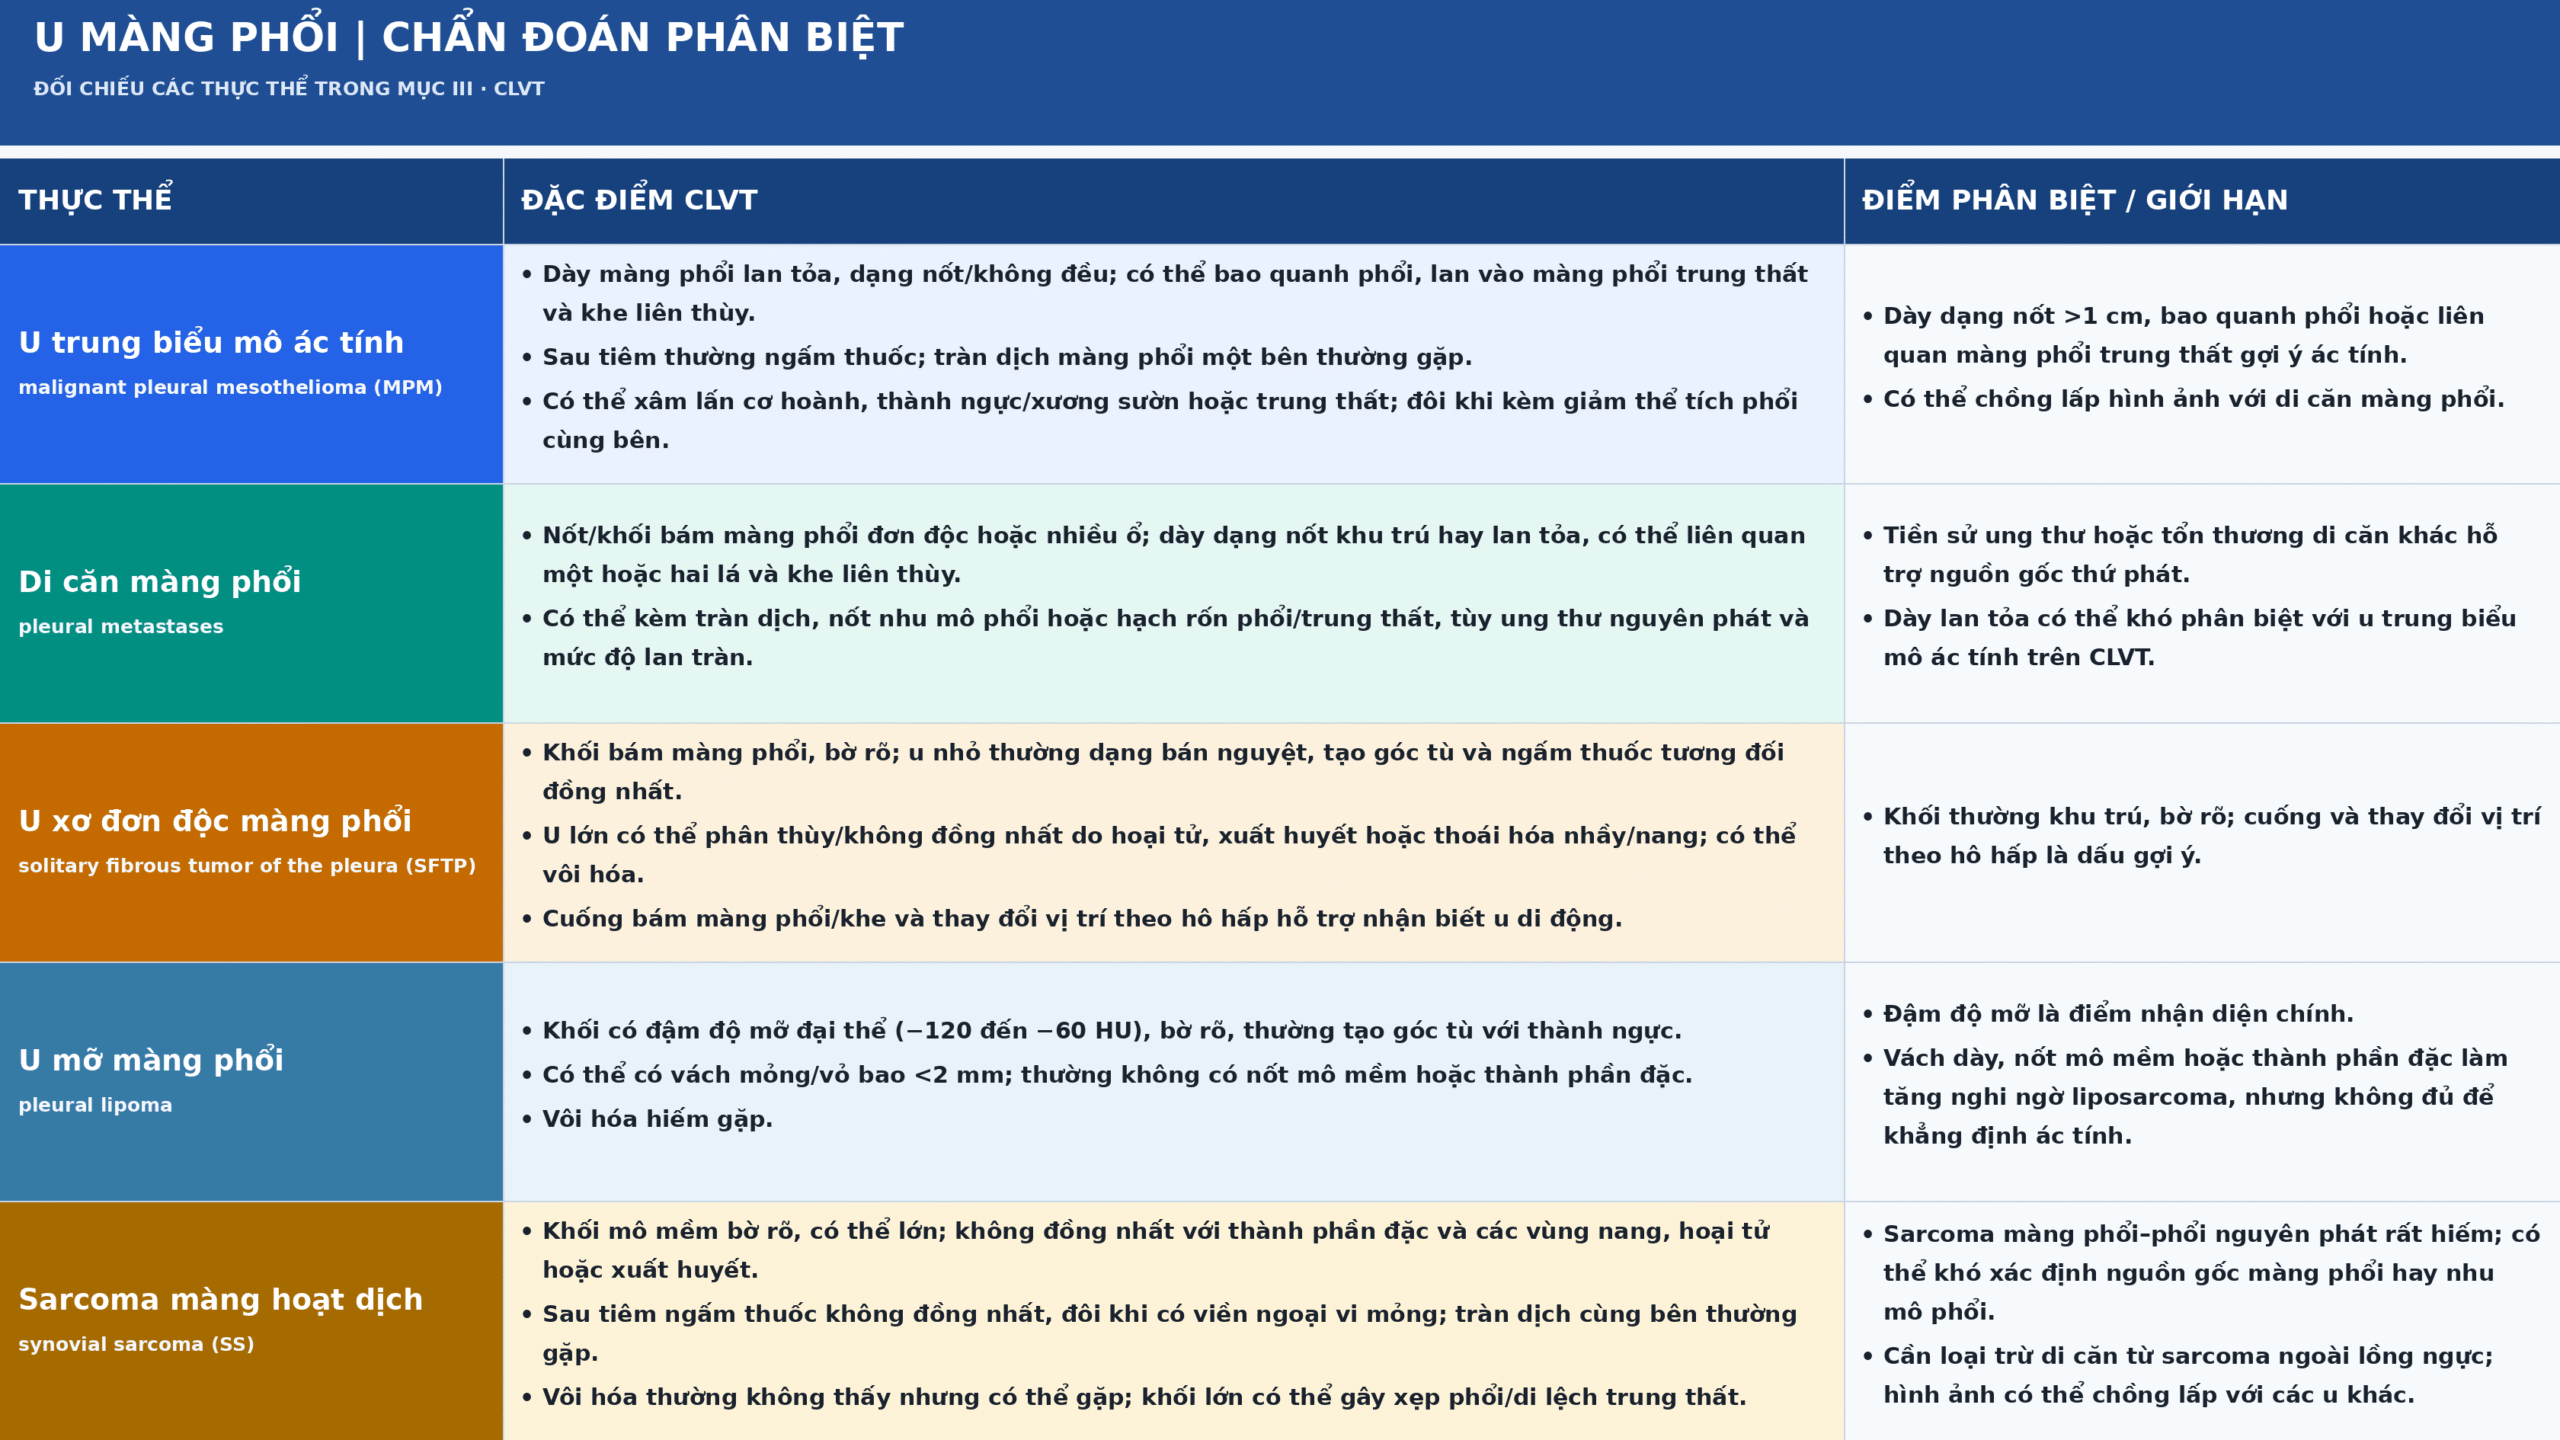 U MÀNG PHỔI | CHẨN ĐOÁN PHÂN BIỆT
ĐỐI CHIẾU CÁC THỰC THỂ TRONG MỤC III · CLVT
THỰC THỂ
ĐẶC ĐIỂM CLVT
ĐIỂM PHÂN BIỆT / GIỚI HẠN
U trung biểu mô ác tính
malignant pleural mesothelioma (MPM)
• Dày màng phổi lan tỏa, dạng nốt/không đều; có thể bao quanh phổi, lan vào màng phổi trung thất
và khe liên thùy.
• Sau tiêm thường ngấm thuốc; tràn dịch màng phổi một bên thường gặp.
• Có thể xâm lấn cơ hoành, thành ngực/xương sườn hoặc trung thất; đôi khi kèm giảm thể tích phổi
cùng bên.
• Dày dạng nốt >1 cm, bao quanh phổi hoặc liên
quan màng phổi trung thất gợi ý ác tính.
• Có thể chồng lấp hình ảnh với di căn màng phổi.
Di căn màng phổi
pleural metastases
• Nốt/khối bám màng phổi đơn độc hoặc nhiều ổ; dày dạng nốt khu trú hay lan tỏa, có thể liên quan
một hoặc hai lá và khe liên thùy.
• Có thể kèm tràn dịch, nốt nhu mô phổi hoặc hạch rốn phổi/trung thất, tùy ung thư nguyên phát và
mức độ lan tràn.
• Tiền sử ung thư hoặc tổn thương di căn khác hỗ
trợ nguồn gốc thứ phát.
• Dày lan tỏa có thể khó phân biệt với u trung biểu
mô ác tính trên CLVT.
U xơ đơn độc màng phổi
solitary fibrous tumor of the pleura (SFTP)
• Khối bám màng phổi, bờ rõ; u nhỏ thường dạng bán nguyệt, tạo góc tù và ngấm thuốc tương đối
đồng nhất.
• U lớn có thể phân thùy/không đồng nhất do hoại tử, xuất huyết hoặc thoái hóa nhầy/nang; có thể
vôi hóa.
• Cuống bám màng phổi/khe và thay đổi vị trí theo hô hấp hỗ trợ nhận biết u di động.
• Khối thường khu trú, bờ rõ; cuống và thay đổi vị trí
theo hô hấp là dấu gợi ý.
U mỡ màng phổi
pleural lipoma
• Khối có đậm độ mỡ đại thể (−120 đến −60 HU), bờ rõ, thường tạo góc tù với thành ngực.
• Có thể có vách mỏng/vỏ bao <2 mm; thường không có nốt mô mềm hoặc thành phần đặc.
• Vôi hóa hiếm gặp.
• Đậm độ mỡ là điểm nhận diện chính.
• Vách dày, nốt mô mềm hoặc thành phần đặc làm
tăng nghi ngờ liposarcoma, nhưng không đủ để
khẳng định ác tính.
Sarcoma màng hoạt dịch
synovial sarcoma (SS)
• Khối mô mềm bờ rõ, có thể lớn; không đồng nhất với thành phần đặc và các vùng nang, hoại tử
hoặc xuất huyết.
• Sau tiêm ngấm thuốc không đồng nhất, đôi khi có viền ngoại vi mỏng; tràn dịch cùng bên thường
gặp.
• Vôi hóa thường không thấy nhưng có thể gặp; khối lớn có thể gây xẹp phổi/di lệch trung thất.
• Sarcoma màng phổi–phổi nguyên phát rất hiếm; có
thể khó xác định nguồn gốc màng phổi hay nhu
mô phổi.
• Cần loại trừ di căn từ sarcoma ngoài lồng ngực;
hình ảnh có thể chồng lấp với các u khác.